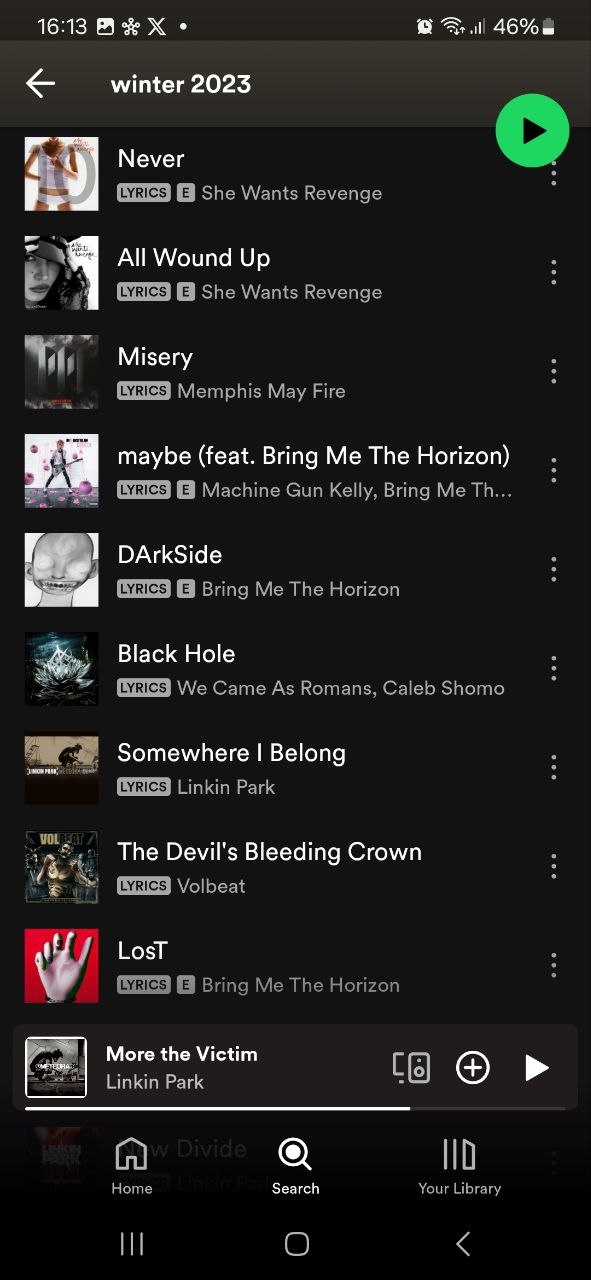 16:13
46%
winter 2023
Never
LYRICS E She Wants Revenge
All Wound Up
LYRICS E She Wants Revenge
Misery
LYRICS Memphis May Fire
maybe (feat. Bring Me The Horizon)
LYRICS E Machine Gun Kelly, Bring Me Th...
DArkSide
LYRICS E Bring Me The Horizon
Black Hole
LYRICS We Came As Romans, Caleb Shomo
Somewhere I Belong
LYRICS Linkin Park
The Devil's Bleeding Crown
LYRICS Volbeat
LosT
LYRICS E Bring Me The Horizon
More the Victim
Linkin Park
New Divide
LYRICS Linkin Park
Home
Search
Your Library